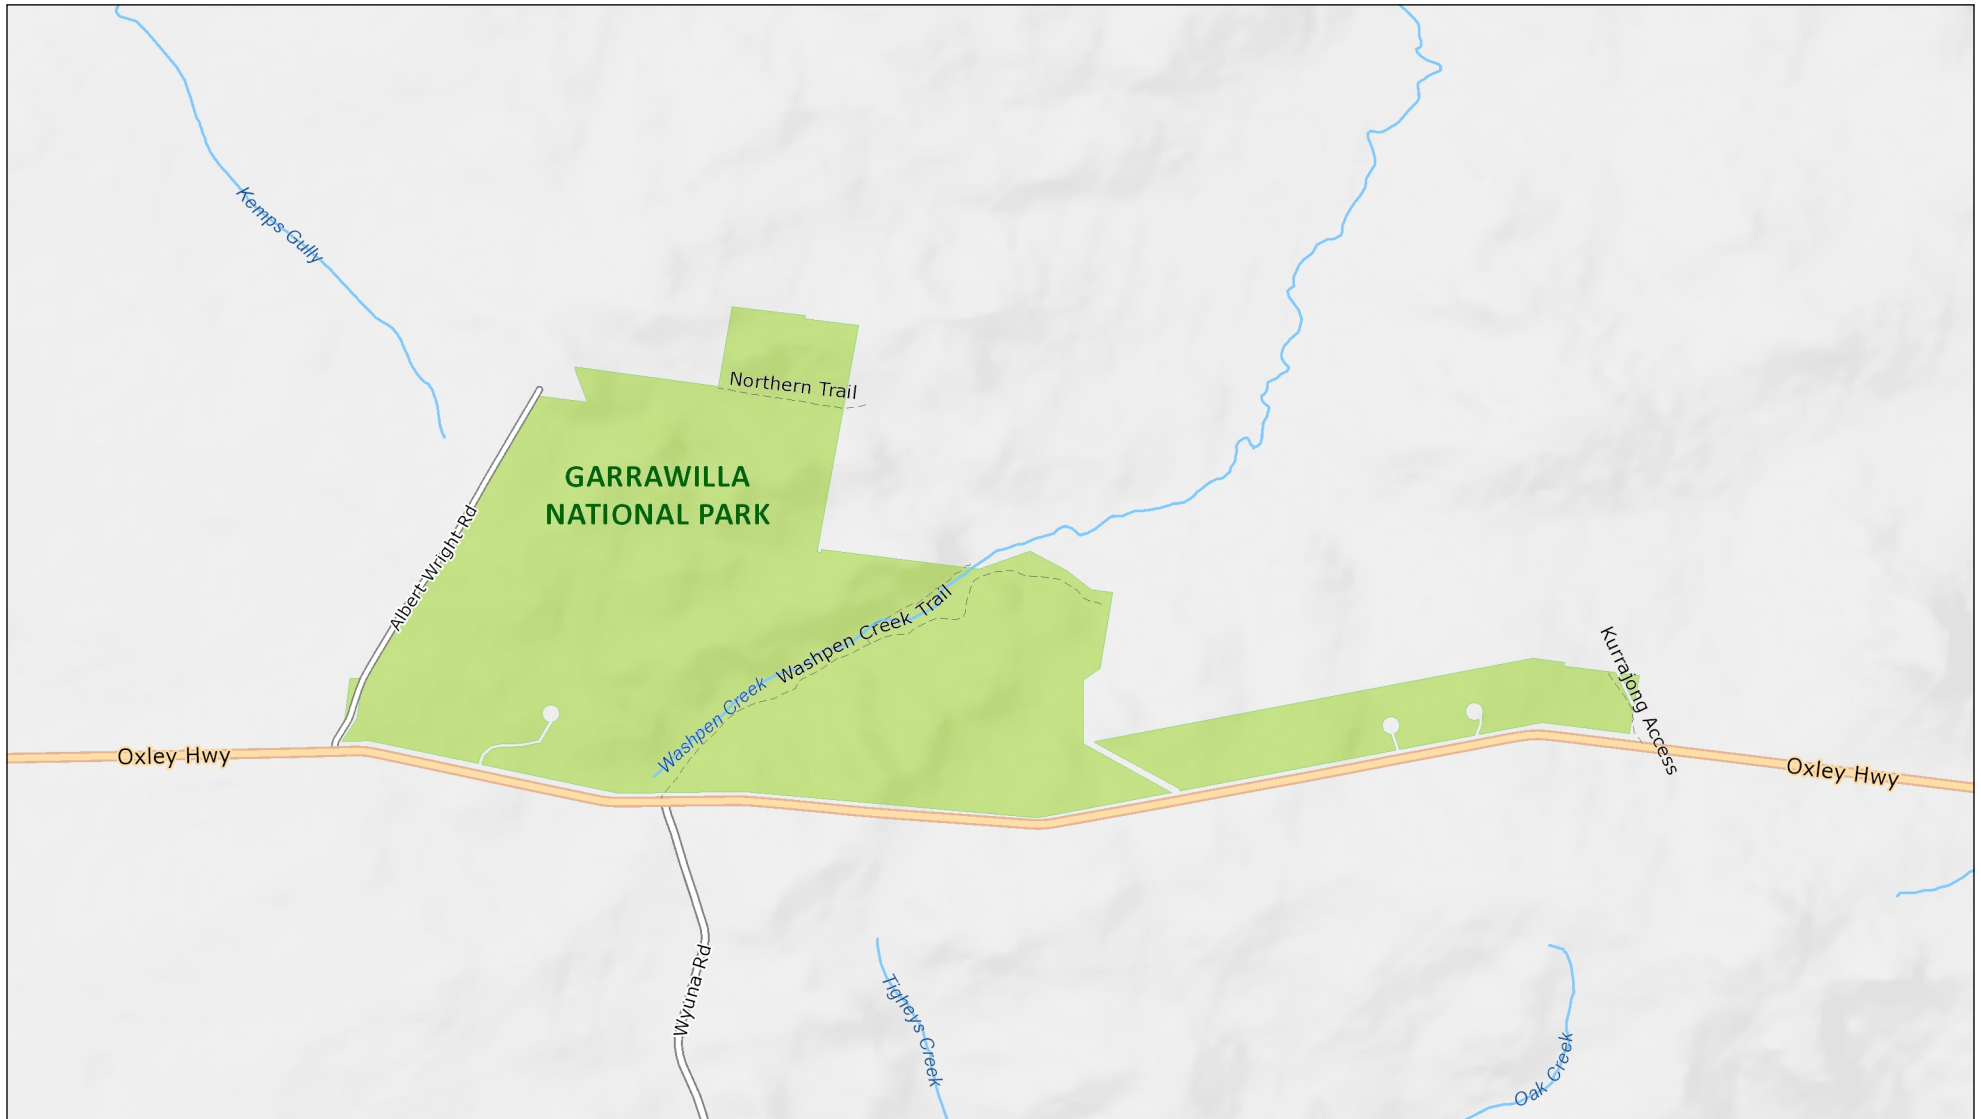 Kemps Gully
Northern Trail
GARRAWILLA
NATIONAL PARK
Albert Wright Rd
Washpen Creek Trail
Washpen Creek
Kurrajong Access
Oxley Hwy
Oxley Hwy
Wyuna Rd
Tigheys Creek
Oak Creek